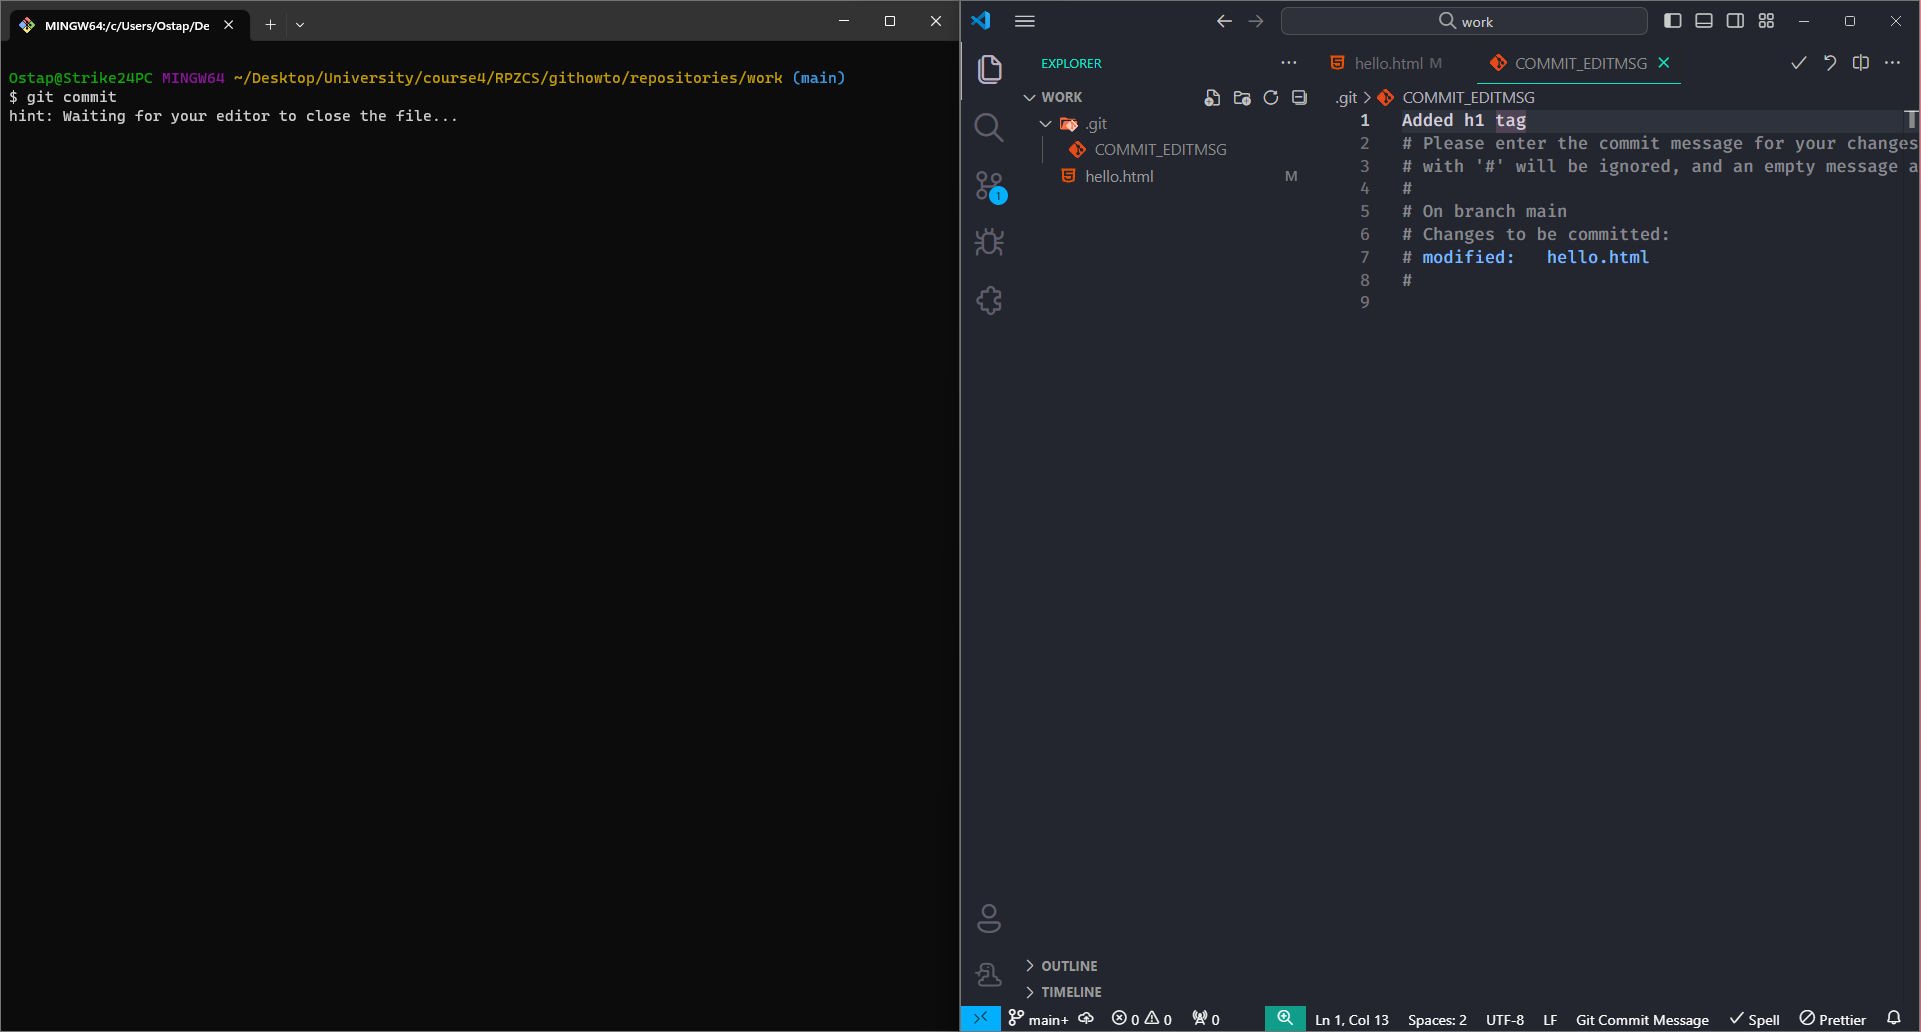 MINGW64:/c/Users/Ostap/De
Ostap@Strike24PC MINGW64 ~/Desktop/University/course4/RPZCS/githowto/repositories/work (main)
$ git commit
hint: Waiting for your editor to close the file...
work
EXPLORER
WORK
.git
COMMIT_EDITMSG
hello.html M
hello.html M
COMMIT_EDITMSG
.git > COMMIT_EDITMSG
1 Added h1 tag
2 # Please enter the commit message for your changes
3 # with '#' will be ignored, and an empty message a
4 #
5 # On branch main
6 # Changes to be committed:
7 # modified:   hello.html
8 #
9
1
OUTLINE
TIMELINE
main+ 0 0 0 Ln 1, Col 13 Spaces: 2 UTF-8 LF Git Commit Message Spell Prettier